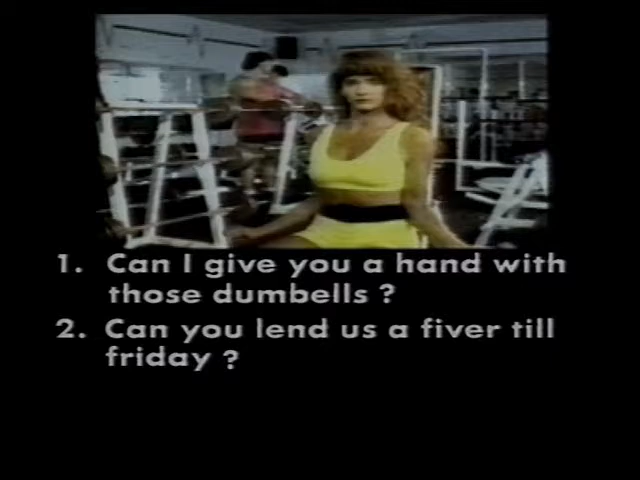 1. Can I give you a hand with
those dumbells ?
2. Can you lend us a fiver till
friday ?